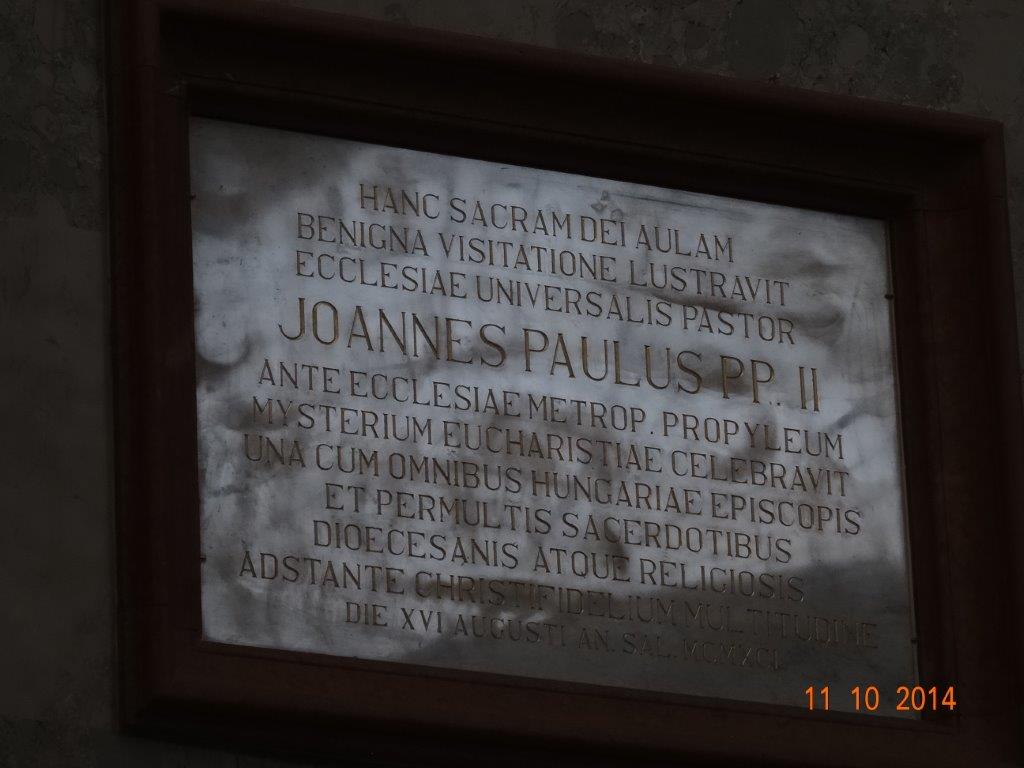 HANC SACRAM DEI AULAM
BENIGNA VISITATIONE LUSTRAVIT
ECCLESIAE UNIVERSALIS PASTOR
JOANNES PAULUS PP. II
ANTE ECCLESIAE METROP. PROPYLEUM
MYSTERIUM EUCHARISTIAE CELEBRAVIT
UNA CUM OMNIBUS HUNGARIAE EPISCOPIS
ET PERMULTIS SACERDOTIBUS
DIOECESANIS ATQUE RELIGIOSIS
ADSTANTE CHRISTIFIDELIUM MULTITUDINE
DIE XVI AUGUSTI AN. SAL. MCMXCI.
11 10 2014